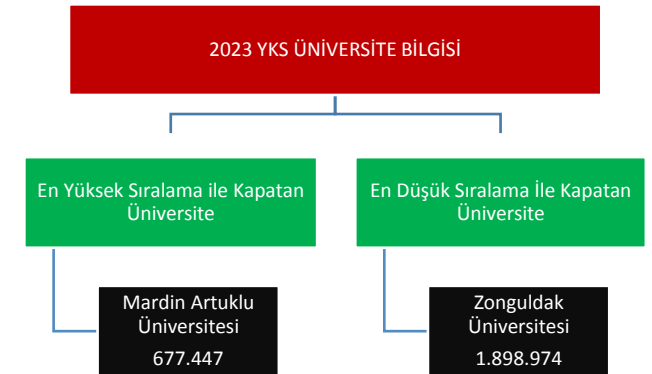 2023 YKS ÜNİVERSİTE BİLGİSİ
En Yüksek Sıralama ile Kapatan
Üniversite
En Düşük Sıralama İle Kapatan
Üniversite
Mardin Artuklu
Üniversitesi
677.447
Zonguldak
Üniversitesi
1.898.974